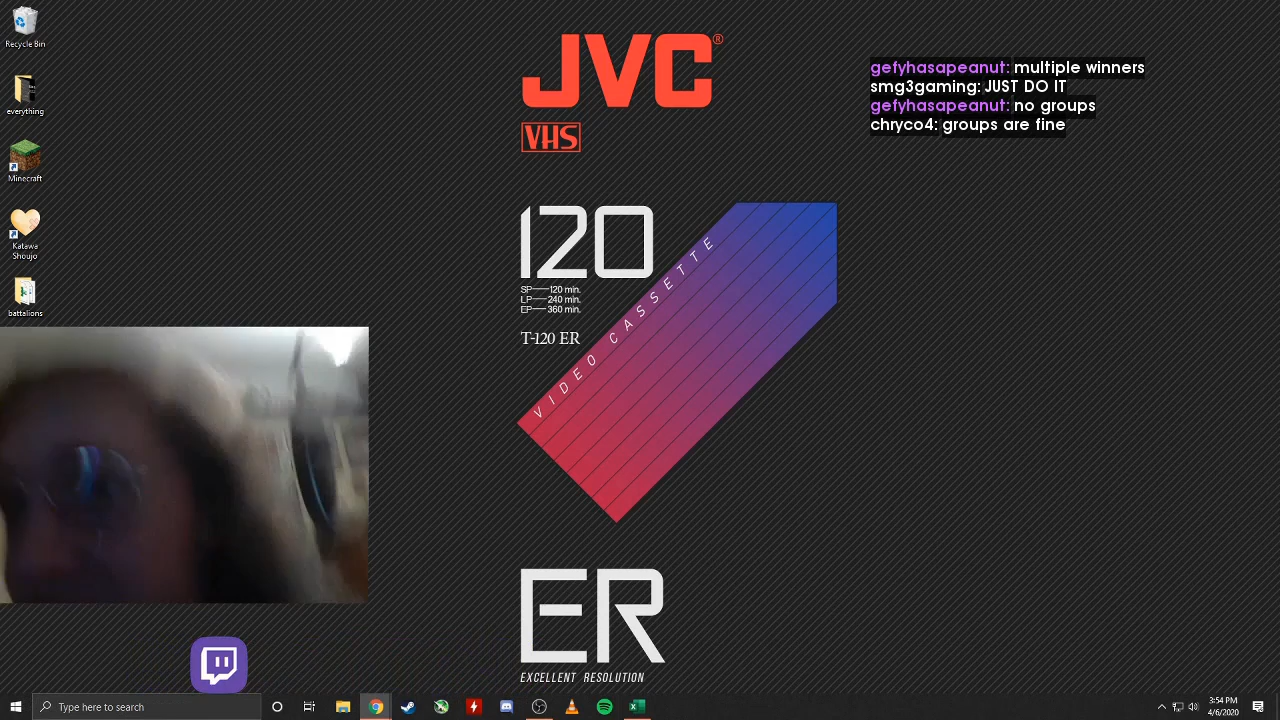 Recycle Bin
everything
Minecraft
Katawa
Shoujo
battalions
JVC®
VHS
120
SP——120 min.
LP——240 min.
EP——360 min.
T-120 ER
VIDEO CASSETTE
ER
EXCELLENT RESOLUTION
gefyhasapeanut: multiple winners
smg3gaming: JUST DO IT
gefyhasapeanut: no groups
chryco4: groups are fine
Type here to search
3:54 PM
4/6/2020